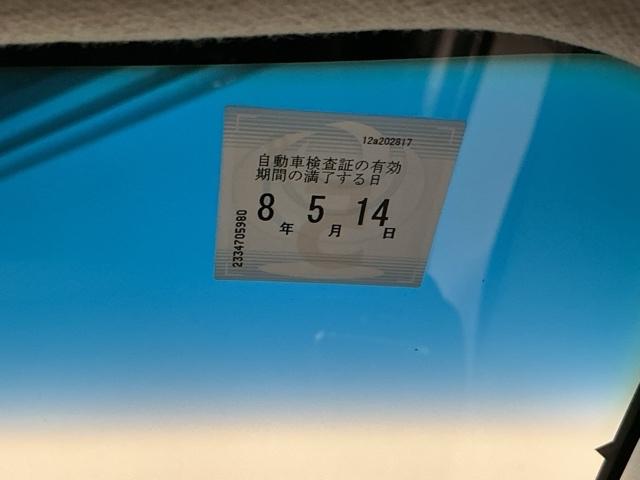 12a202817
自動車検査証の有効
期間の満了する日
8年 5月 14日
2334705980